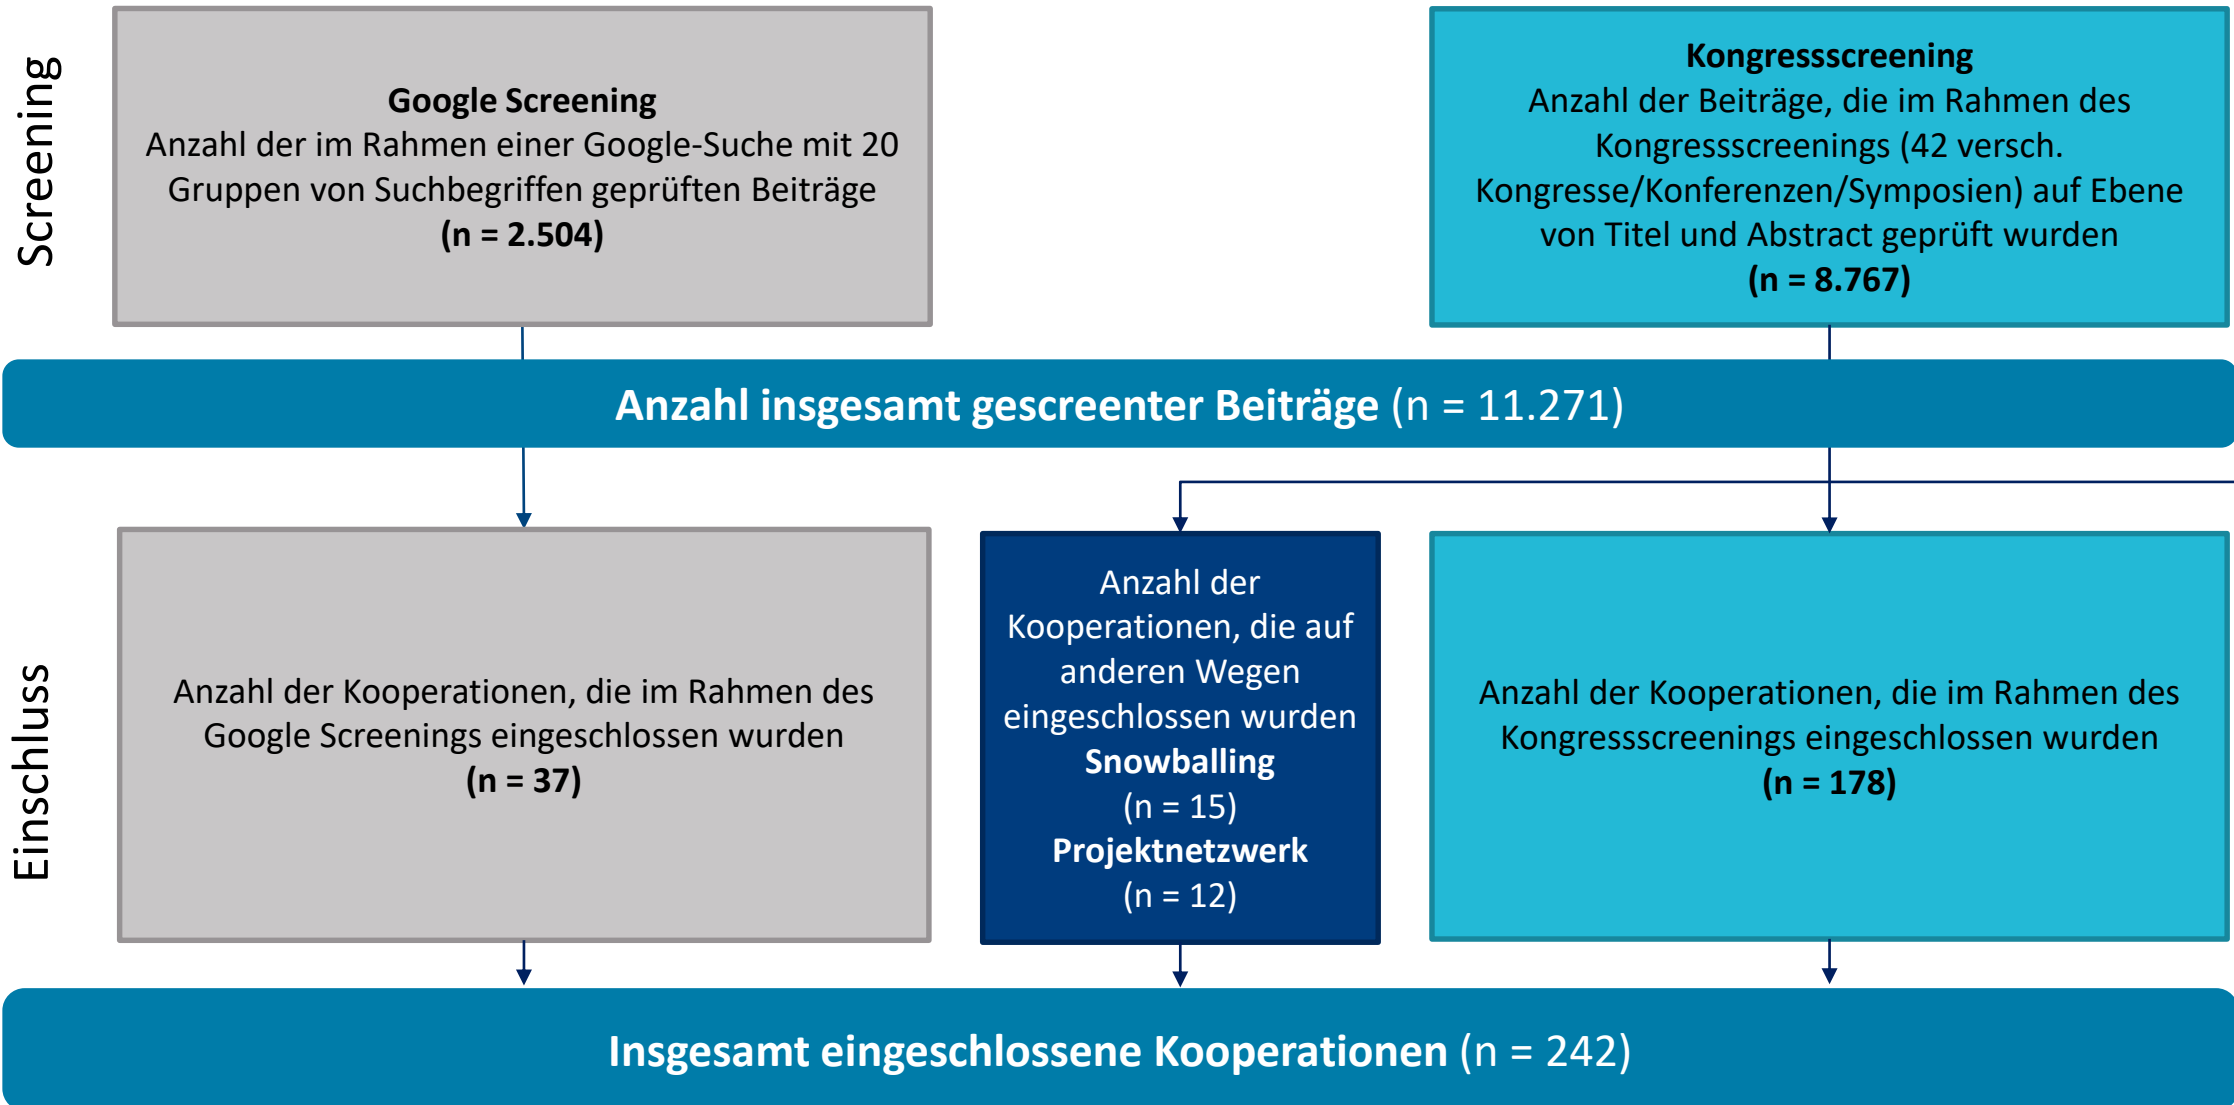 Screening
Google Screening
Anzahl der im Rahmen einer Google-Suche mit 20
Gruppen von Suchbegriffen geprüften Beiträge
(n = 2.504)
Kongressscreening
Anzahl der Beiträge, die im Rahmen des
Kongressscreenings (42 versch.
Kongresse/Konferenzen/Symposien) auf Ebene
von Titel und Abstract geprüft wurden
(n = 8.767)
Anzahl insgesamt gescreenter Beiträge (n = 11.271)
Einschluss
Anzahl der Kooperationen, die im Rahmen des
Google Screenings eingeschlossen wurden
(n = 37)
Anzahl der
Kooperationen, die auf
anderen Wegen
eingeschlossen wurden
Snowballing
(n = 15)
Projektnetzwerk
(n = 12)
Anzahl der Kooperationen, die im Rahmen des
Kongressscreenings eingeschlossen wurden
(n = 178)
Insgesamt eingeschlossene Kooperationen (n = 242)